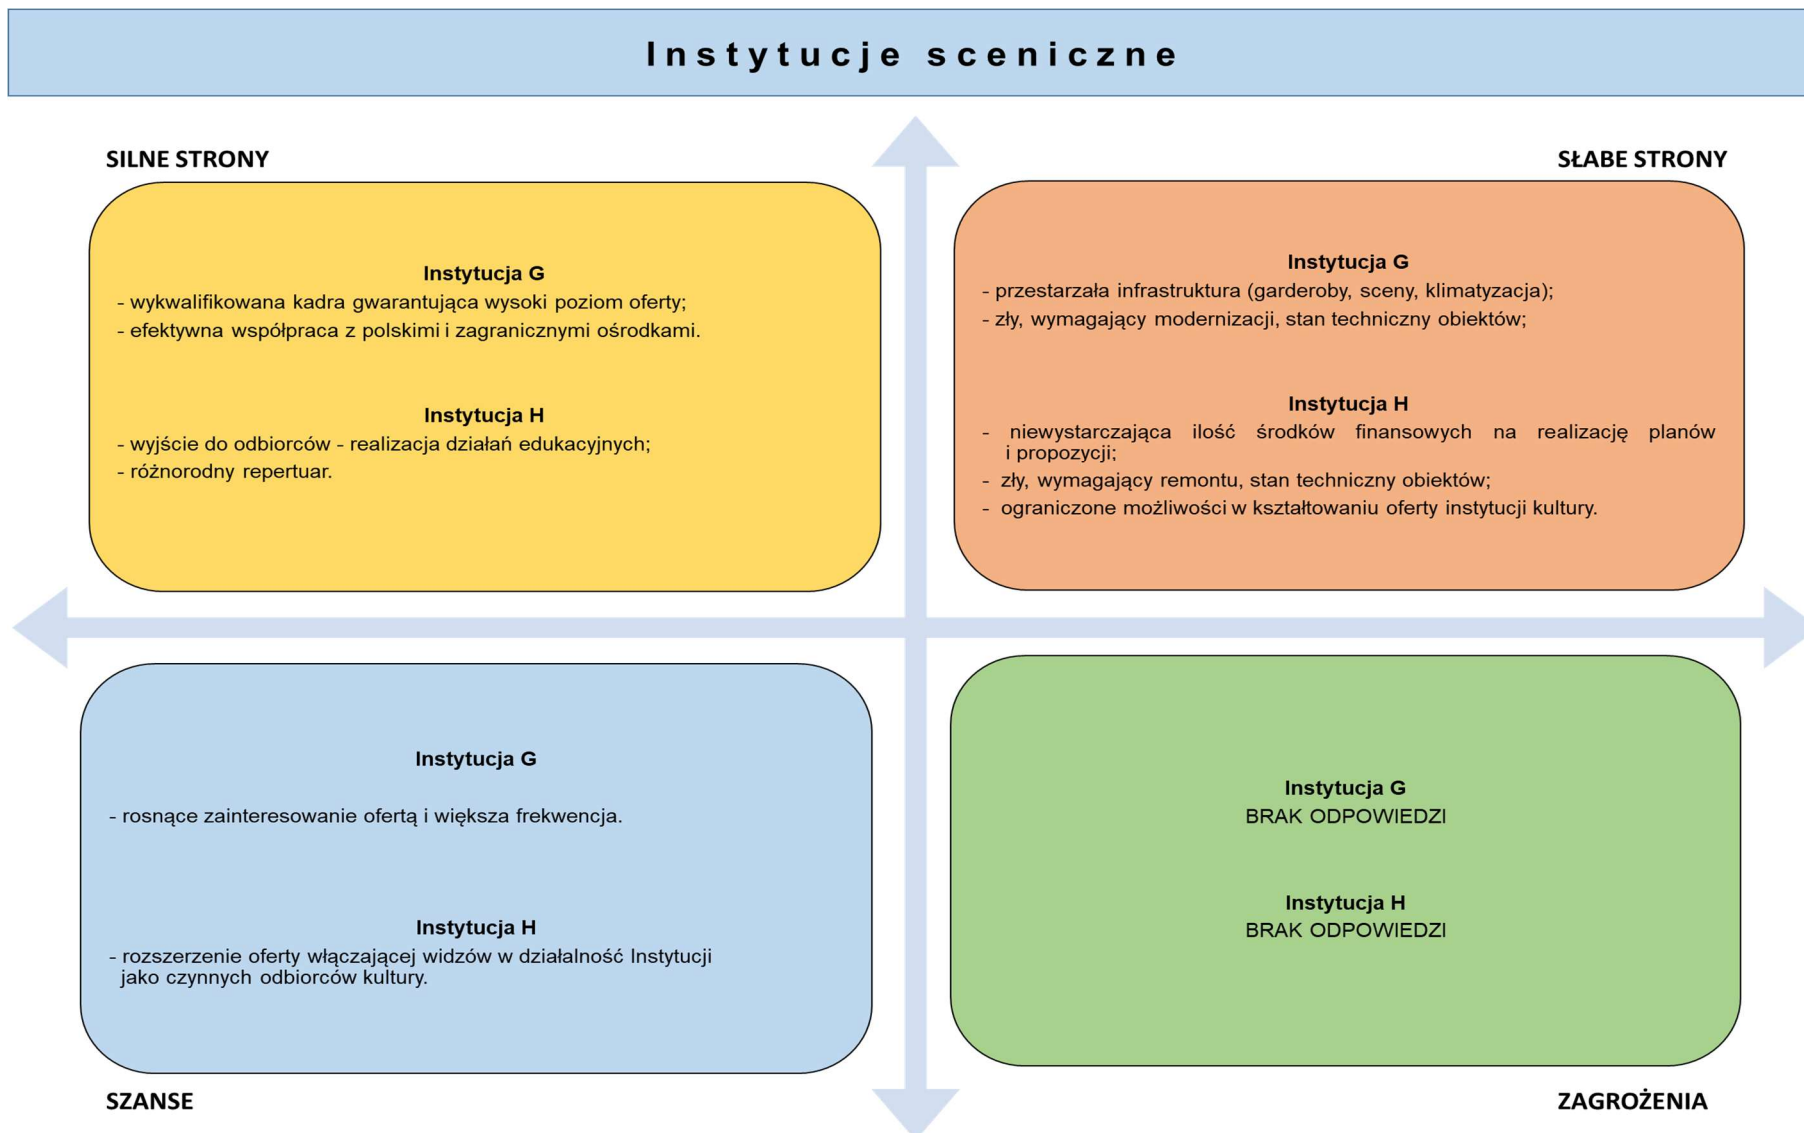 Instytucje sceniczne
SILNE STRONY
Instytucja G
- wykwalifikowana kadra gwarantująca wysoki poziom oferty;
- efektywna współpraca z polskimi i zagranicznymi ośrodkami.
Instytucja H
- wyjście do odbiorców - realizacja działań edukacyjnych;
- różnorodny repertuar.
SŁABE STRONY
Instytucja G
- przestarzała infrastruktura (garderoby, sceny, klimatyzacja);
- zły, wymagający modernizacji, stan techniczny obiektów;
Instytucja H
- niewystarczająca ilość środków finansowych na realizację planów
i propozycji;
- zły, wymagający remontu, stan techniczny obiektów;
- ograniczone możliwości w kształtowaniu oferty instytucji kultury.
Instytucja G
- rosnące zainteresowanie ofertą i większa frekwencja.
Instytucja H
- rozszerzenie oferty włączającej widzów w działalność Instytucji
jako czynnych odbiorców kultury.
SZANSE
Instytucja G
BRAK ODPOWIEDZI
Instytucja H
BRAK ODPOWIEDZI
ZAGROŻENIA